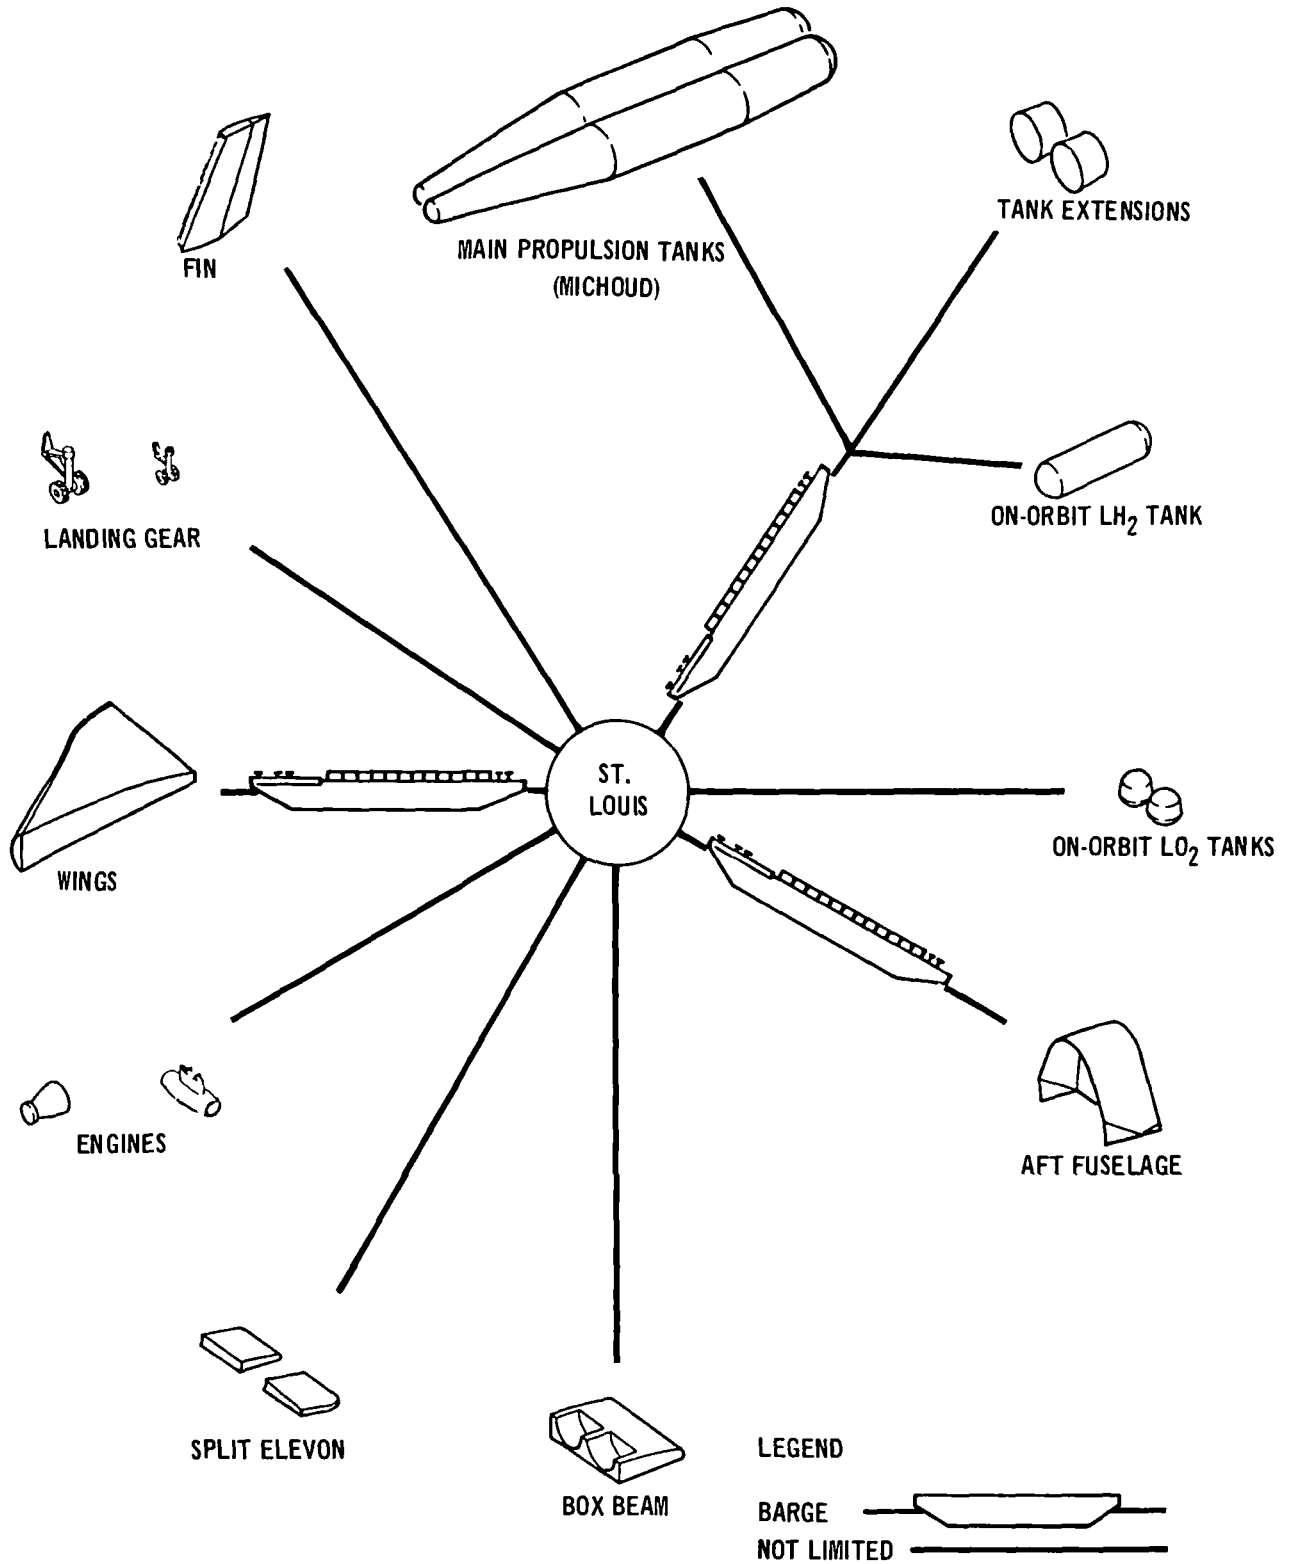 TANK EXTENSIONS
MAIN PROPULSION TANKS
(MICHOUD)
FIN
ON-ORBIT LH2 TANK
LANDING GEAR
ST.
LOUIS
ON-ORBIT LO2 TANKS
WINGS
ENGINES
AFT FUSELAGE
SPLIT ELEVON
BOX BEAM
LEGEND
BARGE
NOT LIMITED